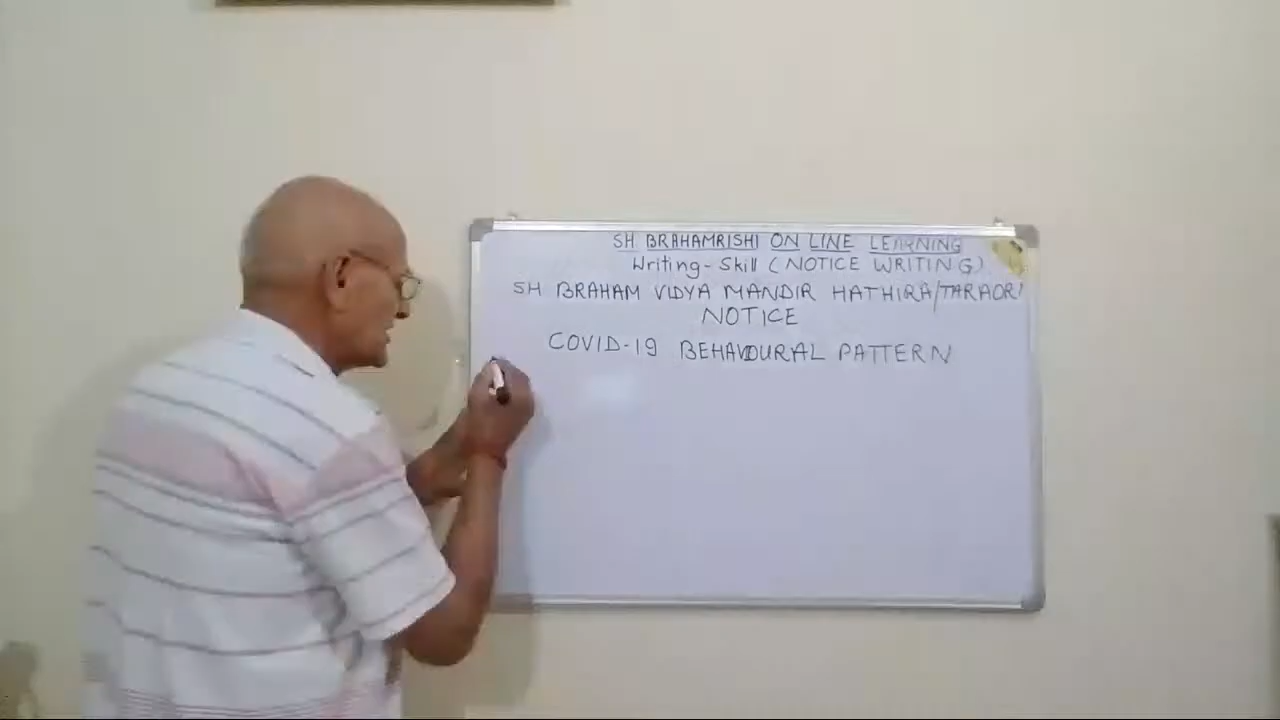 SH BRAHAMRISHI ON LINE LEARNING
Writing-Skill (NOTICE WRITING)
SH BRAHAM VIDYA MANDIR HATHIRA/TARAORI
NOTICE
COVID-19 BEHAVOURAL PATTERN